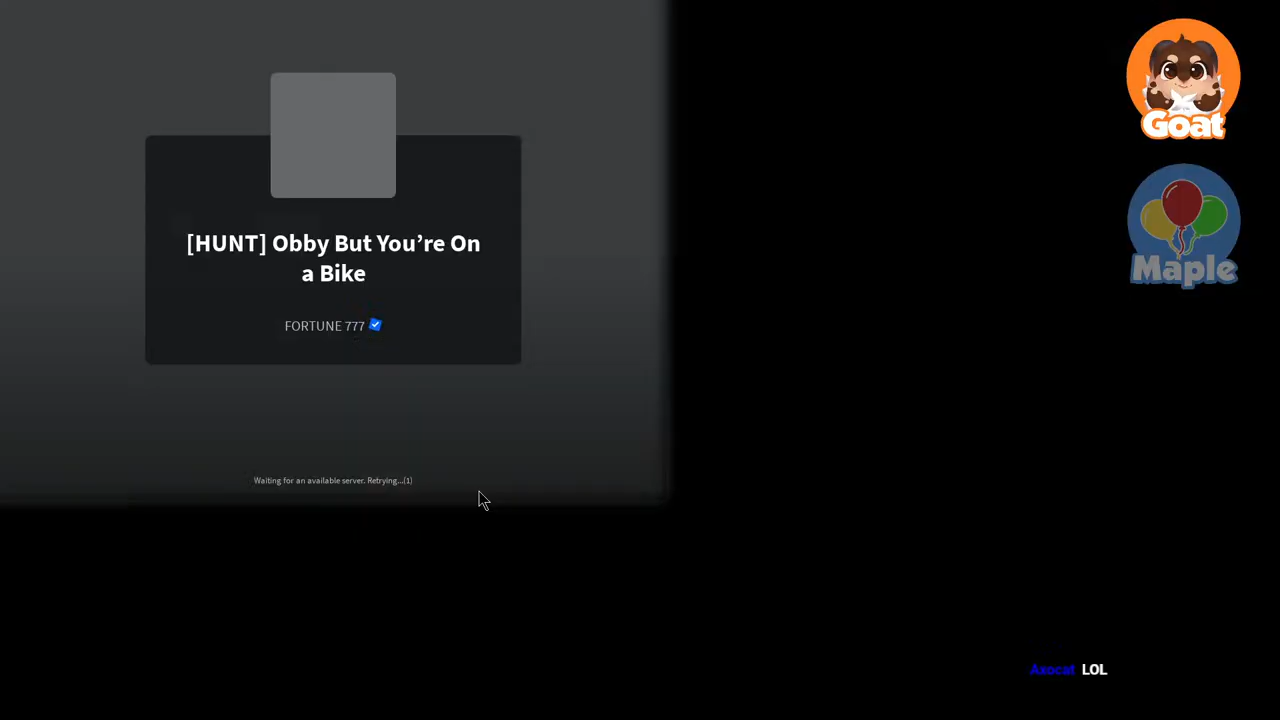 Goat
[HUNT] Obby But You’re On
a Bike
Maple
FORTUNE 777
Waiting for an available server. Retrying...(1)
Axocat LOL